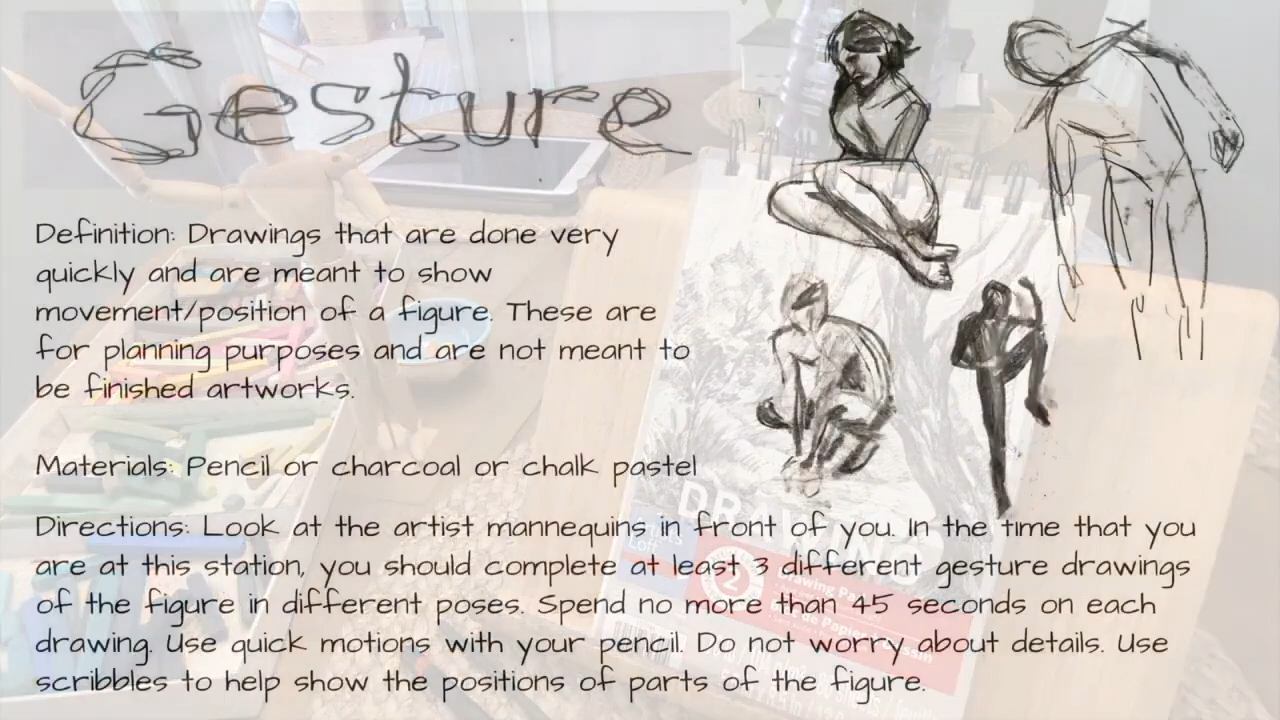 Gesture
Definition: Drawings that are done very
quickly and are meant to show
movement/position of a figure. These are
for planning purposes and are not meant to
be finished artworks.
Materials: Pencil or charcoal or chalk pastel
Directions: Look at the artist mannequins in front of you. In the time that you
are at this station, you should complete at least 3 different gesture drawings
of the figure in different poses. Spend no more than 45 seconds on each
drawing. Use quick motions with your pencil. Do not worry about details. Use
scribbles to help show the positions of parts of the figure.
DRAWING
Loft
2